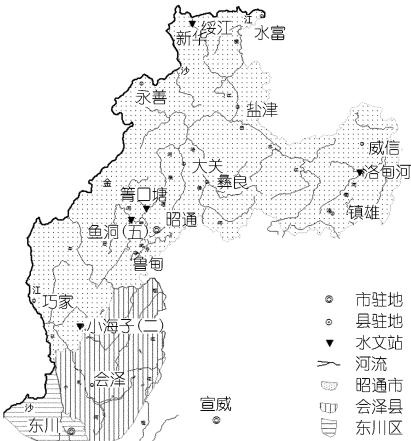 绥江
江
水富
新华
沙
永善
盐津
威信
大关
洛甸河
彝良
金
箐口塘
镇雄
昭通
鱼洞(五)
鲁甸
江
巧家
市驻地
县驻地
小海子(二)
水文站
河流
会泽
昭通市
宣威
会泽县
沙
东川
东川区